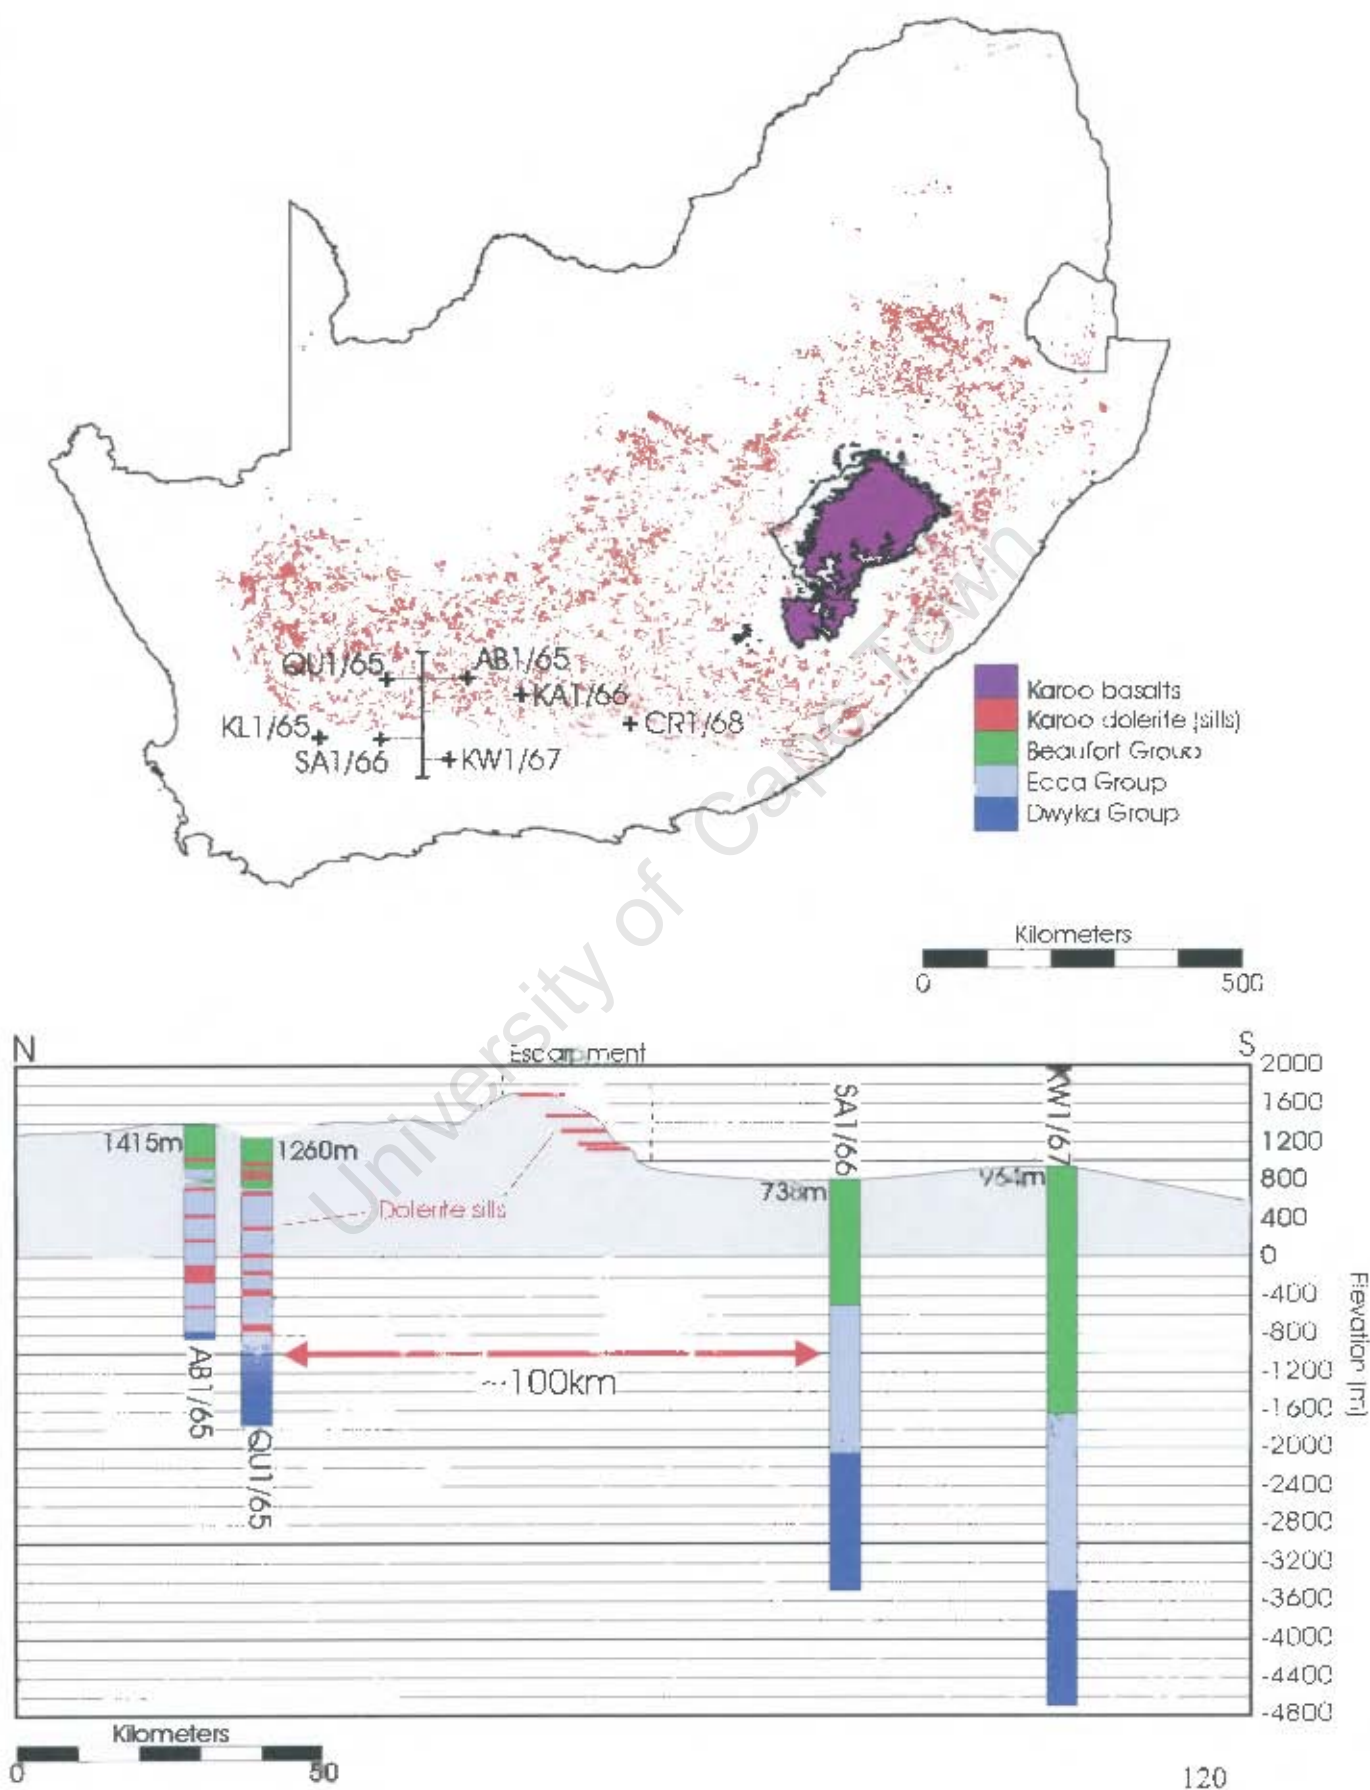 QU1/65
AB1/65
KA1/66
KL1/65
CR1/68
SA1/66
KW1/67
Karoo basalts
Karoo dolerite (sills)
Beaufort Group
Ecca Group
Dwyka Group
University of Cape Town
Kilometers
0 500
N
Escarpment
S
2000
1600
1200
800
400
0
-400
-800
-1200
-1600
-2000
-2400
-2800
-3200
-3600
-4000
-4400
-4800
Elevation (m)
SA1/66
KW1/67
1415m
1260m
738m
964m
Dolerite sills
~100km
AB1/65
QU1/65
Kilometers
0 50
120